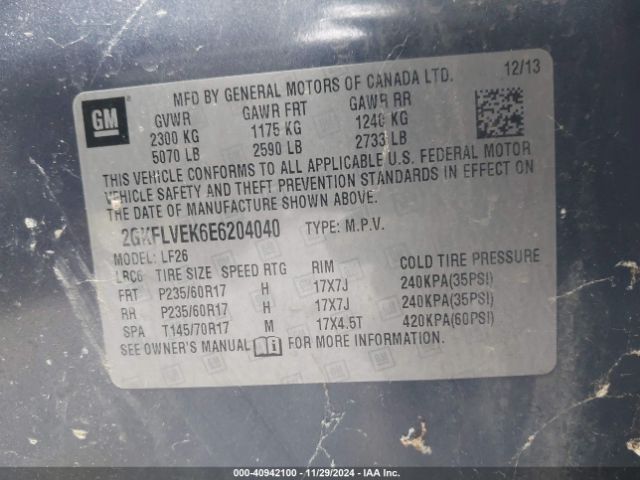 MFD BY GENERAL MOTORS OF CANADA LTD. 12/13
GM
GVWR GAWR FRT GAWR RR
2300 KG 1175 KG 1240 KG
5070 LB 2590 LB 2733 LB
THIS VEHICLE CONFORMS TO ALL APPLICABLE U.S. FEDERAL MOTOR
VEHICLE SAFETY AND THEFT PREVENTION STANDARDS IN EFFECT ON
THE DATE OF MANUFACTURE SHOWN ABOVE.
2GKFLVEK6E6204040 TYPE: M.P.V.
MODEL: LF26
LRC6 TIRE SIZE SPEED RTG RIM COLD TIRE PRESSURE
FRT P235/60R17 H 17X7J 240KPA(35PSI)
RR P235/60R17 H 17X7J 240KPA(35PSI)
SPA T145/70R17 M 17X4.5T 420KPA(60PSI)
SEE OWNER'S MANUAL FOR MORE INFORMATION.
000-40942100 - 11/29/2024 - IAA Inc.